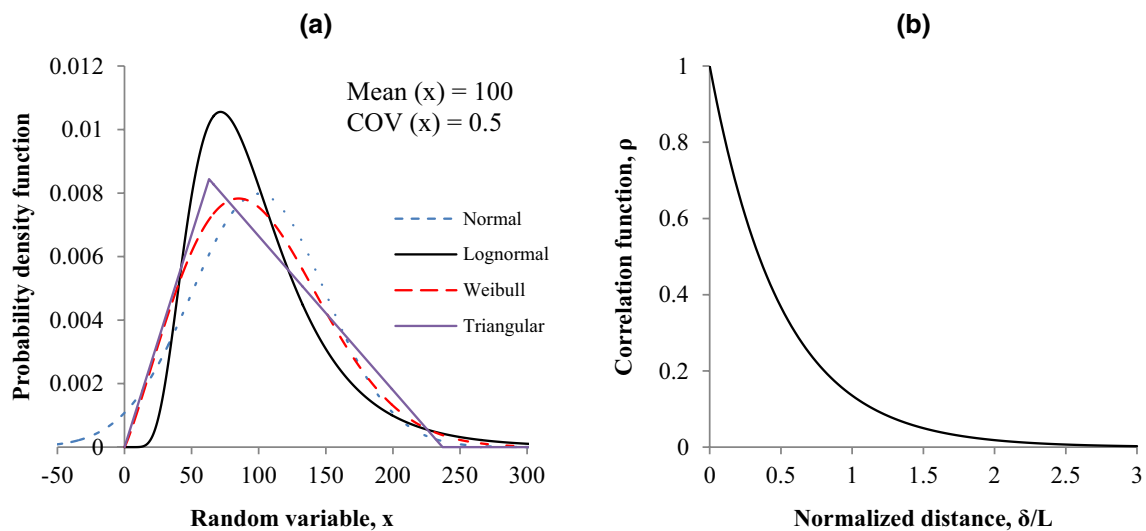 (a)
Probability density function
0.012
0.01
0.008
0.006
0.004
0.002
0
-50
0
50
100
150
200
250
300
Random variable, x
Mean (x) = 100
COV (x) = 0.5
Normal
Lognormal
Weibull
Triangular
(b)
Correlation function, ρ
1
0.8
0.6
0.4
0.2
0
0
0.5
1
1.5
2
2.5
3
Normalized distance, δ/L